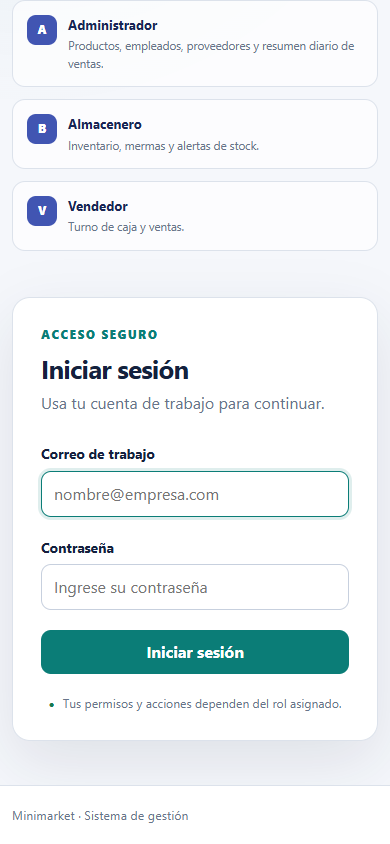 A
Administrador
Productos, empleados, proveedores y resumen diario de
ventas.
B
Almacenero
Inventario, mermas y alertas de stock.
V
Vendedor
Turno de caja y ventas.
ACCESO SEGURO
Iniciar sesión
Usa tu cuenta de trabajo para continuar.
Correo de trabajo
nombre@empresa.com
Contraseña
Ingrese su contraseña
Iniciar sesión
• Tus permisos y acciones dependen del rol asignado.
Minimarket · Sistema de gestión